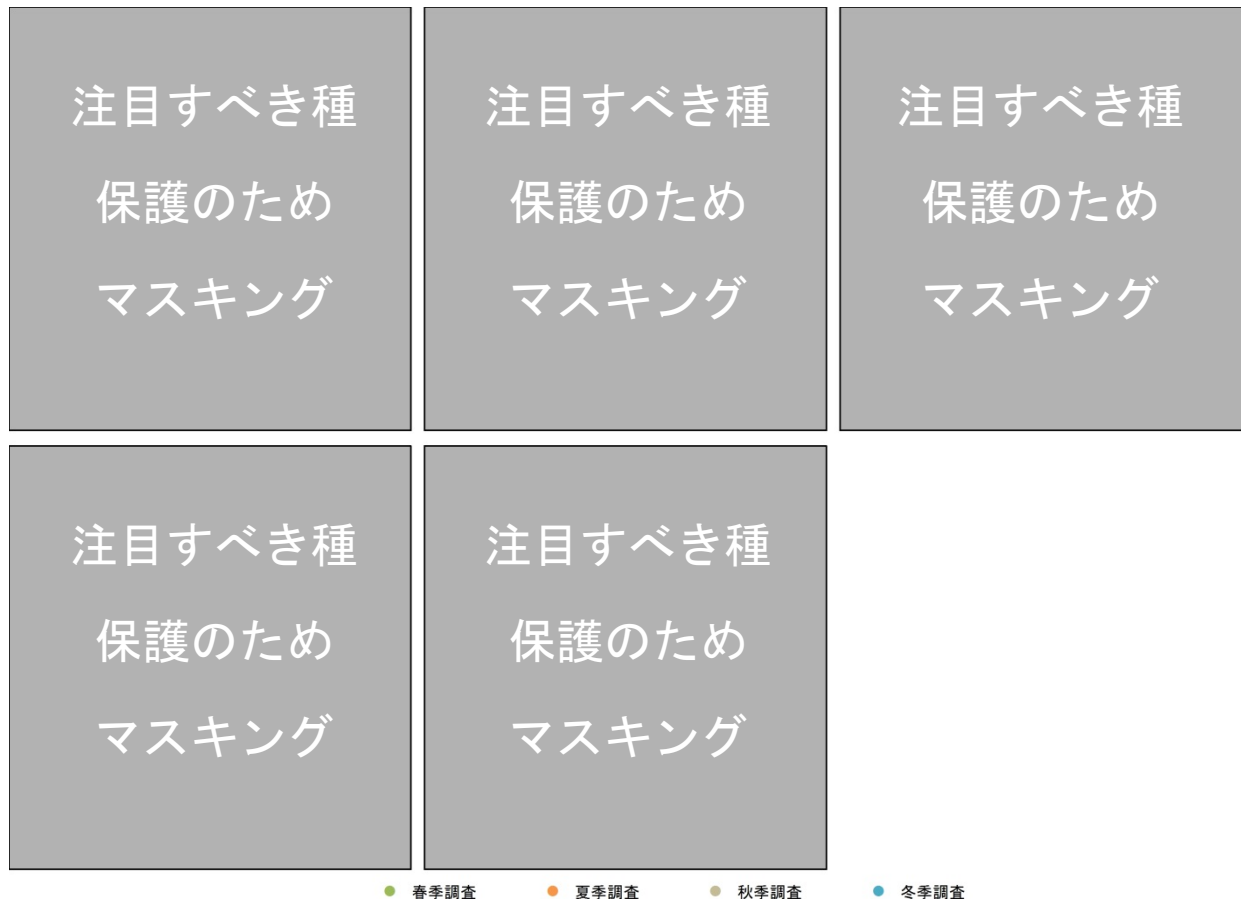 注目すべき種
保護のため
マスキング
注目すべき種
保護のため
マスキング
注目すべき種
保護のため
マスキング
注目すべき種
保護のため
マスキング
注目すべき種
保護のため
マスキング
春季調査 夏季調査 秋季調査 冬季調査